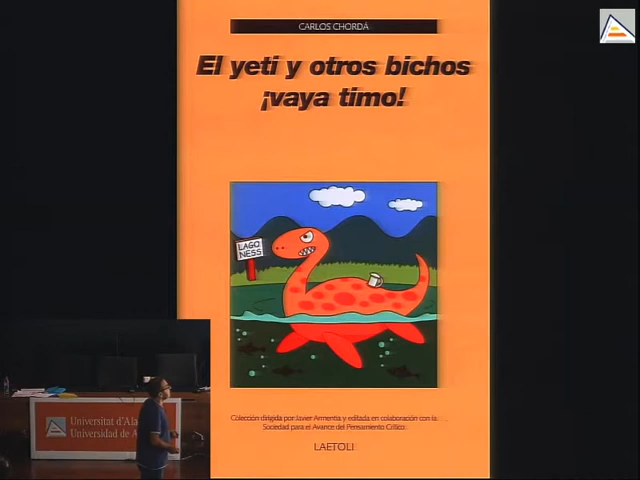 CARLOS CHORDÁ
El yeti y otros bichos
¡vaya timo!
LAGO
NESS
Colección dirigida por Javier Armentia y editada en colaboración con la
Sociedad para el Avance del Pensamiento Crítico
LAETOLI
Universitat d'Ala
Universidad de A